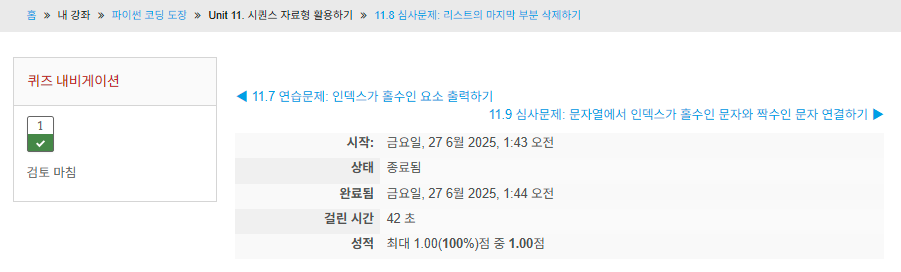 홈 » 내 강좌 » 파이썬 코딩 도장 » Unit 11. 시퀀스 자료형 활용하기 » 11.8 심사문제: 리스트의 마지막 부분 삭제하기
퀴즈 내비게이션
1
검토 마침
◀ 11.7 연습문제: 인덱스가 홀수인 요소 출력하기
11.9 심사문제: 문자열에서 인덱스가 홀수인 문자와 짝수인 문자 연결하기 ▶
시작: 금요일, 27 6월 2025, 1:43 오전
상태 종료됨
완료됨 금요일, 27 6월 2025, 1:44 오전
걸린 시간 42 초
성적 최대 1.00(100%)점 중 1.00점